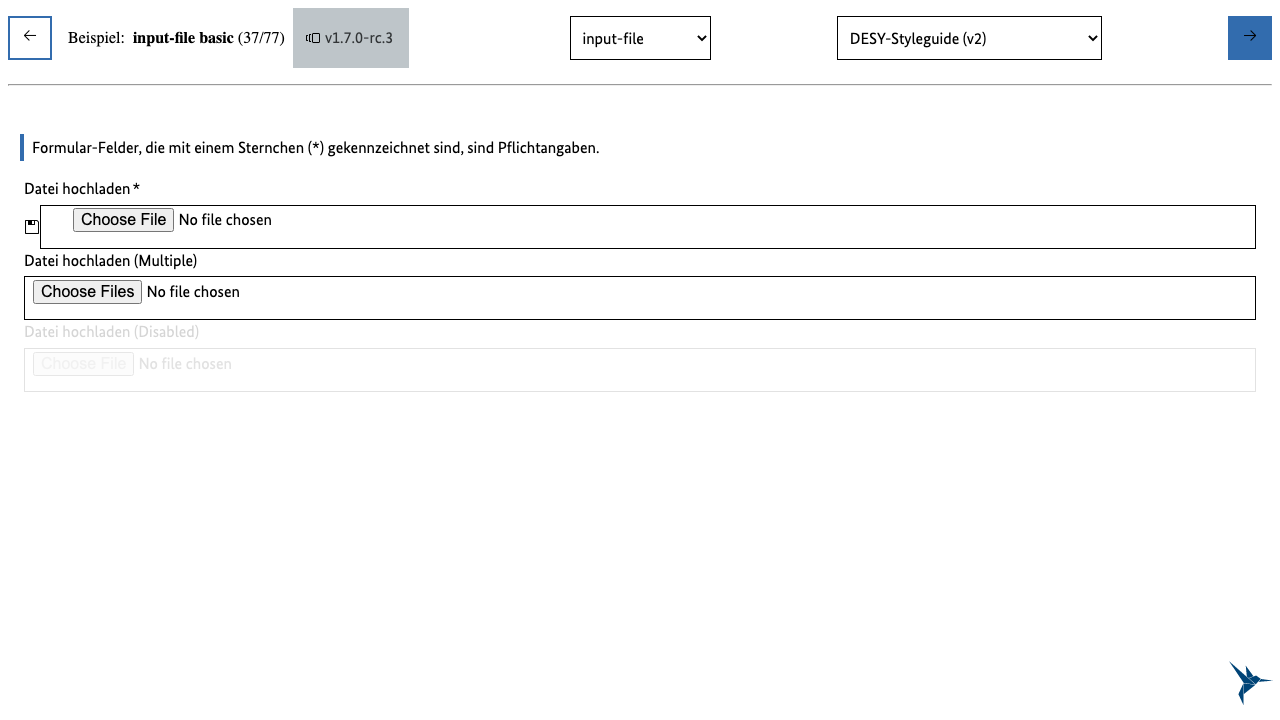 ← Beispiel: input-file basic (37/77) v1.7.0-rc.3 input-file DESY-Styleguide (v2) →
Formular-Felder, die mit einem Sternchen (*) gekennzeichnet sind, sind Pflichtangaben.
Datei hochladen*
Choose File No file chosen
Datei hochladen (Multiple)
Choose Files No file chosen
Datei hochladen (Disabled)
Choose File No file chosen